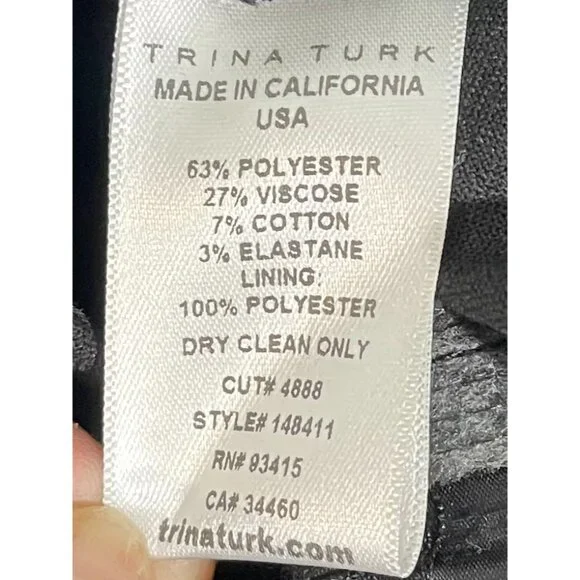 TRINA TURK
MADE IN CALIFORNIA
USA
63% POLYESTER
27% VISCOSE
7% COTTON
3% ELASTANE
LINING:
100% POLYESTER
DRY CLEAN ONLY
CUT# 4888
STYLE# 148411
RN# 93415
CA# 34460
trinaturk.com